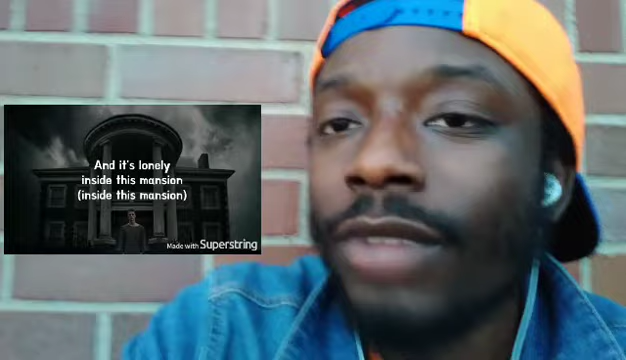 And it's lonely
inside this mansion
(inside this mansion)
Made with Superstring